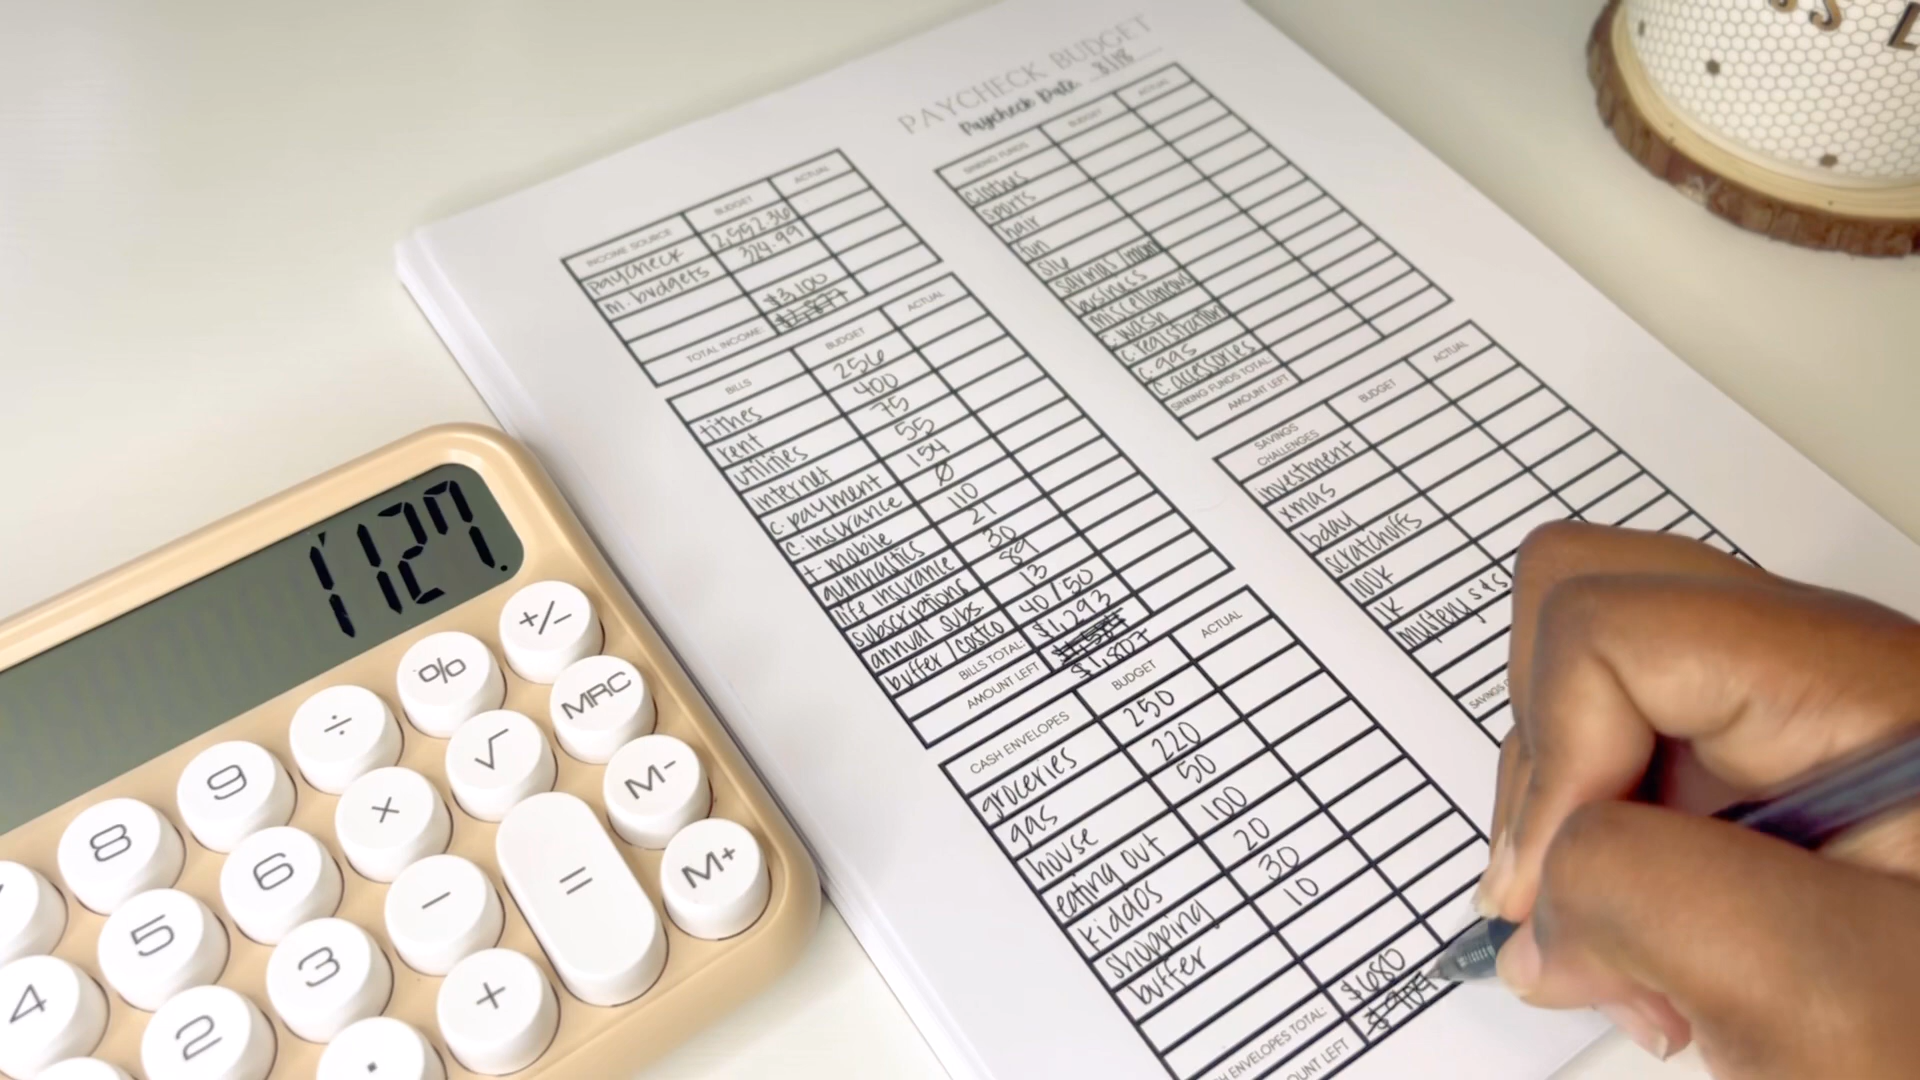 PAYCHECK BUDGET
Paycheck Date 8/18
INCOME SOURCE BUDGET ACTUAL
paycheck
m. budgets 324.99
$3,100
TOTAL INCOME:
BILLS BUDGET ACTUAL
tithes 256
rent 400
utilities 75
internet 55
c. payment 154
c. insurance Ø
t-mobile 110
gymnastics 21
life insurance 30
subscriptions 89
annual subs. 13
buffer / costco 40 / 50
BILLS TOTAL: $1,293
AMOUNT LEFT $1,807
CASH ENVELOPES BUDGET ACTUAL
groceries 250
gas 220
house 50
eating out 100
kiddos 20
shopping 30
buffer 10
ENVELOPES TOTAL: $680
LEFT
SINKING FUNDS BUDGET ACTUAL
clothes
sports
hair
fun
savings
business
miscellaneous
c. wash
c. registration
c. gas
c. accessories
SINKING FUNDS TOTAL:
AMOUNT LEFT
SAVINGS CHALLENGES BUDGET ACTUAL
investment
xmas
bday
scratchoffs
100k
1k
mystery
SAVINGS
1127.
+/-
% MRC
÷ √ M-
9 × M+
8 6 - =
5 3 +
4 2 .